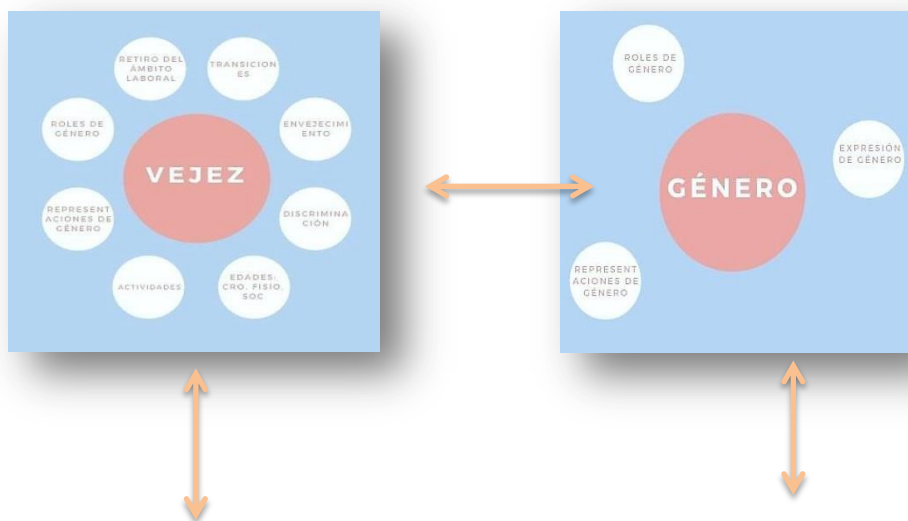 RETIRO DEL
ÁMBITO
LABORAL
TRANSICION
ES
ROLES DE
GÉNERO
ENVEJECIMI
ENTO
VEJEZ
REPRESENT
ACIONES DE
GÉNERO
DISCRIMINA
CIÓN
ACTIVIDADES
EDADES:
CRO, FISIO,
SOC
ROLES DE
GÉNERO
EXPRESIÓN
DE GÉNERO
GÉNERO
REPRESENT
ACIONES DE
GÉNERO